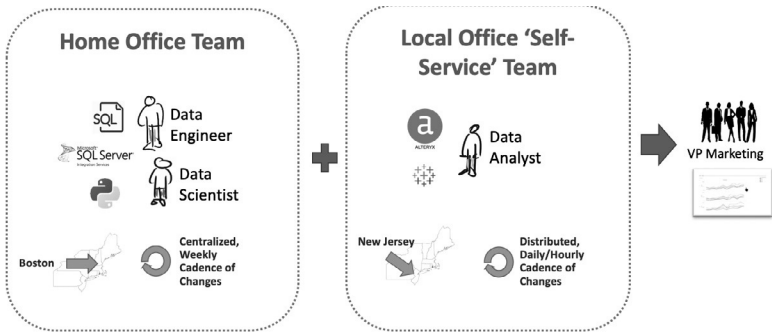 Home Office Team
SQL
Data
Engineer
Microsoft
SQL Server
Integration Services
Data
Scientist
Boston
Centralized,
Weekly
Cadence of
Changes
Local Office ‘Self-
Service’ Team
a
ALTERYX
Data
Analyst
New Jersey
Distributed,
Daily/Hourly
Cadence of
Changes
VP Marketing